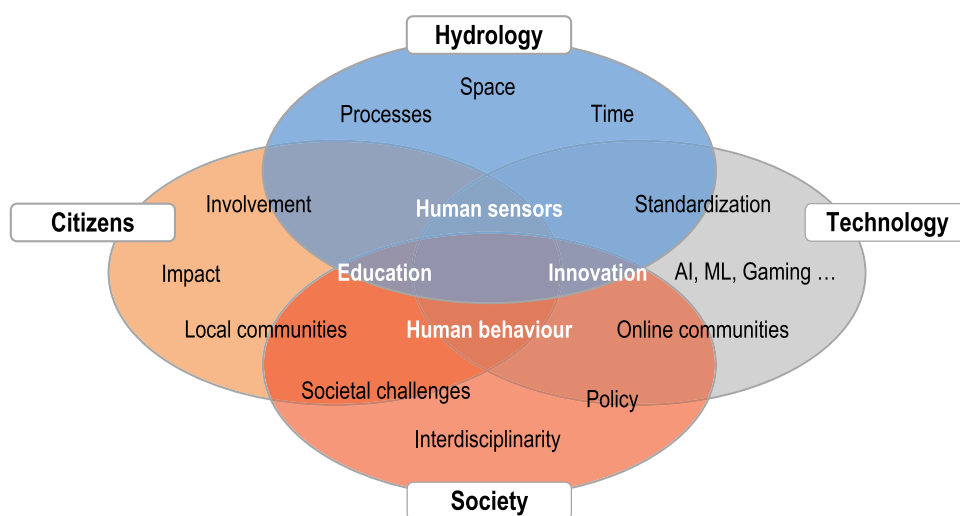 Hydrology
Space
Processes
Time
Involvement
Human sensors
Standardization
Citizens
Technology
Impact
Education
Innovation
AI, ML, Gaming ...
Local communities
Human behaviour
Online communities
Societal challenges
Policy
Interdisciplinarity
Society